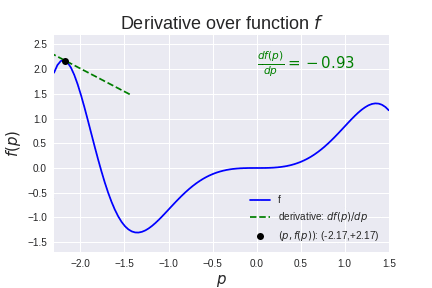 Derivative over function f
df(p)/dp = −0.93
f(p)
2.5
2.0
1.5
1.0
0.5
0.0
−0.5
−1.0
−1.5
f
derivative: df(p)/dp
(p, f(p)): (-2.17,+2.17)
−2.0 −1.5 −1.0 −0.5 0.0 0.5 1.0 1.5
p